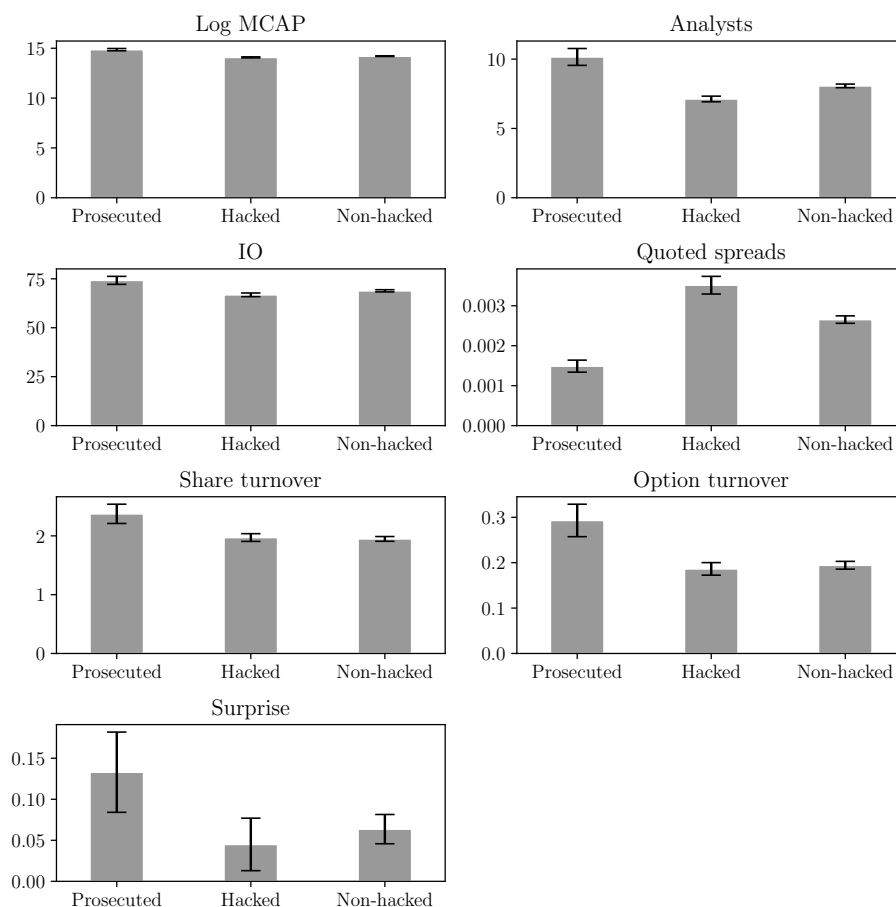 Log MCAP
15
10
5
0
Prosecuted Hacked Non-hacked
Analysts
10
5
0
Prosecuted Hacked Non-hacked
IO
75
50
25
0
Prosecuted Hacked Non-hacked
Quoted spreads
0.003
0.002
0.001
0.000
Prosecuted Hacked Non-hacked
Share turnover
2
1
0
Prosecuted Hacked Non-hacked
Option turnover
0.3
0.2
0.1
0.0
Prosecuted Hacked Non-hacked
Surprise
0.15
0.10
0.05
0.00
Prosecuted Hacked Non-hacked